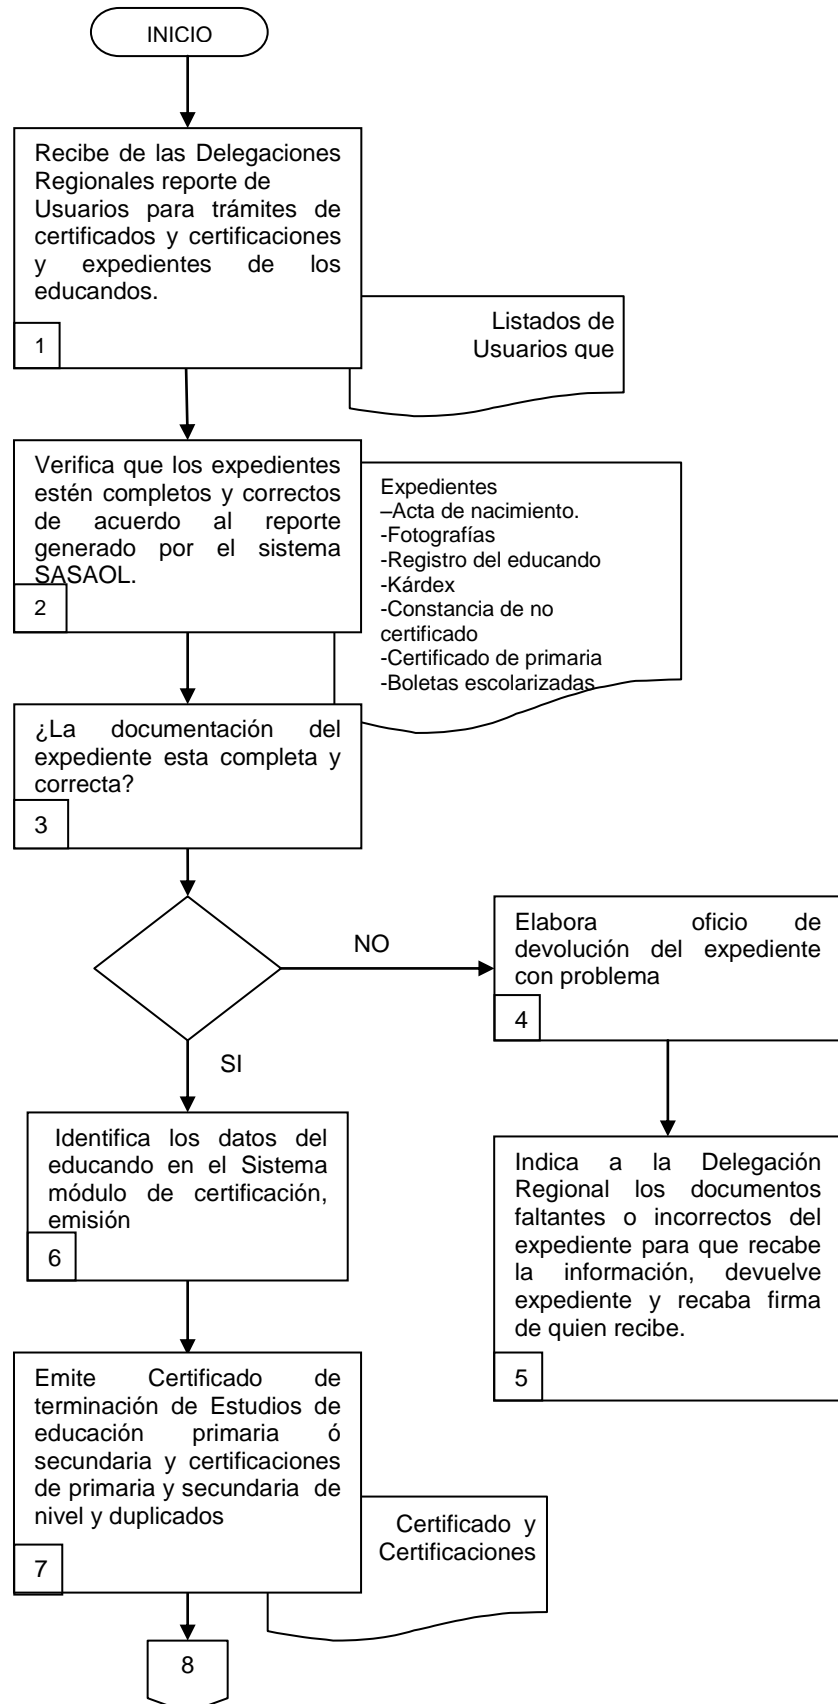 INICIO
Recibe de las Delegaciones
Regionales reporte de
Usuarios para trámites de
certificados y certificaciones
y expedientes de los
educandos.
1
Listados de
Usuarios que
Verifica que los expedientes
estén completos y correctos
de acuerdo al reporte
generado por el sistema
SASAOL.
2
Expedientes
–Acta de nacimiento.
-Fotografías
-Registro del educando
-Kárdex
-Constancia de no
certificado
-Certificado de primaria
-Boletas escolarizadas
¿La documentación del
expediente esta completa y
correcta?
3
NO
Elabora oficio de
devolución del expediente
con problema
4
SI
Identifica los datos del
educando en el Sistema
módulo de certificación,
emisión
6
Indica a la Delegación
Regional los documentos
faltantes o incorrectos del
expediente para que recabe
la información, devuelve
expediente y recaba firma
de quien recibe.
5
Emite Certificado de
terminación de Estudios de
educación primaria ó
secundaria y certificaciones
de primaria y secundaria de
nivel y duplicados
7
Certificado y
Certificaciones
8